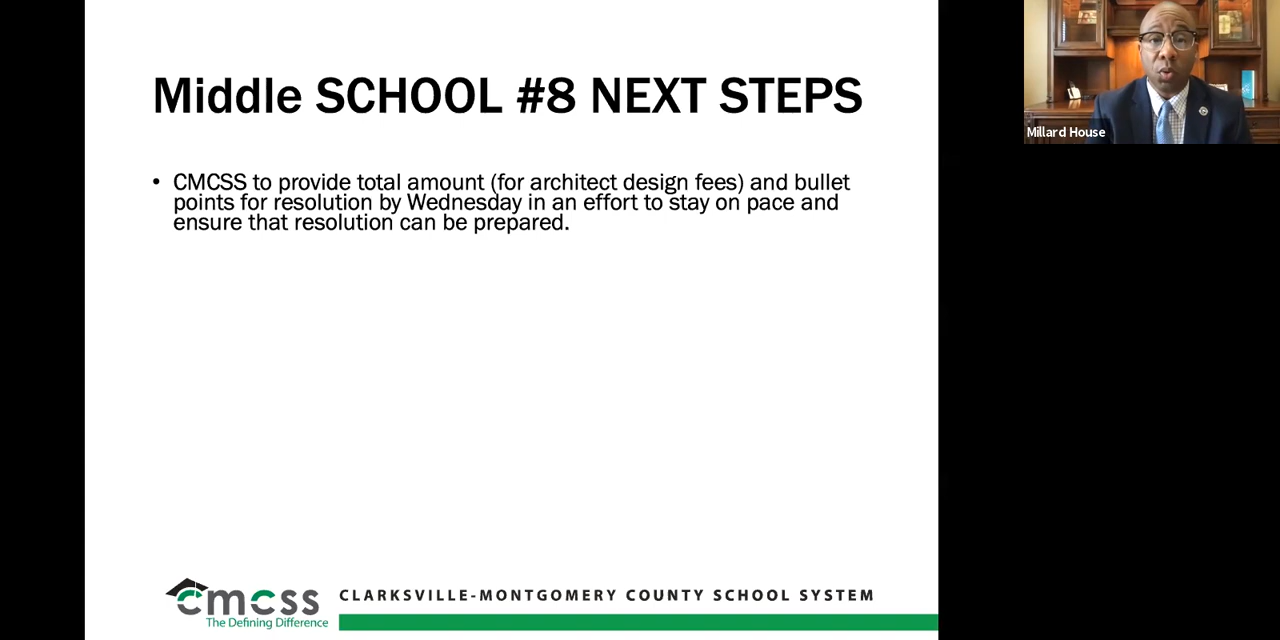 Middle SCHOOL #8 NEXT STEPS
Millard House
• CMCSS to provide total amount (for architect design fees) and bullet
points for resolution by Wednesday in an effort to stay on pace and
ensure that resolution can be prepared.
cmcss
The Defining Difference
CLARKSVILLE-MONTGOMERY COUNTY SCHOOL SYSTEM